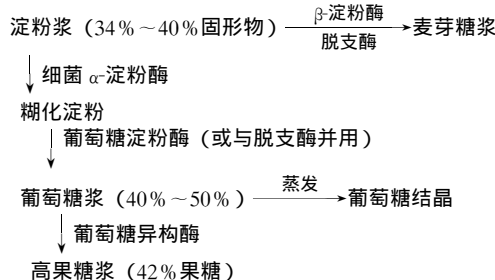 淀粉浆（34%～40%固形物） β-淀粉酶 麦芽糖浆
脱支酶
细菌 α-淀粉酶
糊化淀粉
葡萄糖淀粉酶（或与脱支酶并用）
葡萄糖浆（40%～50%） 蒸发 葡萄糖结晶
葡萄糖异构酶
高果糖浆（42%果糖）